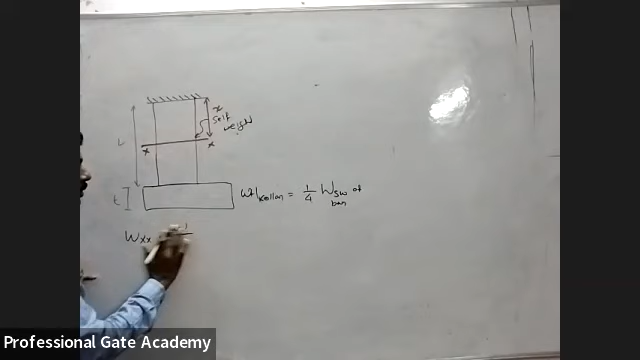 x
self
weight
L
x x
t
wt|collar = 1/4 Wsw of
bar
Wxx
Professional Gate Academy